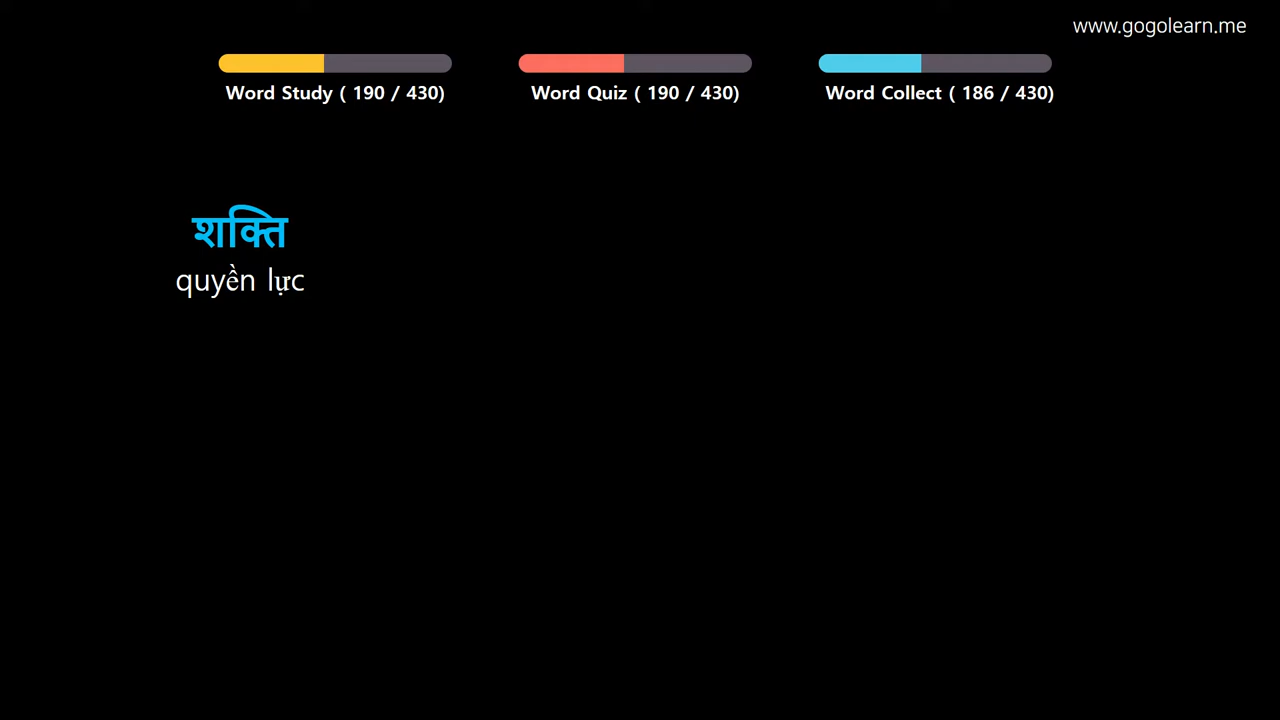 www.gogolearn.me
Word Study ( 190 / 430)
Word Quiz ( 190 / 430)
Word Collect ( 186 / 430)
शक्ति
quyền lực